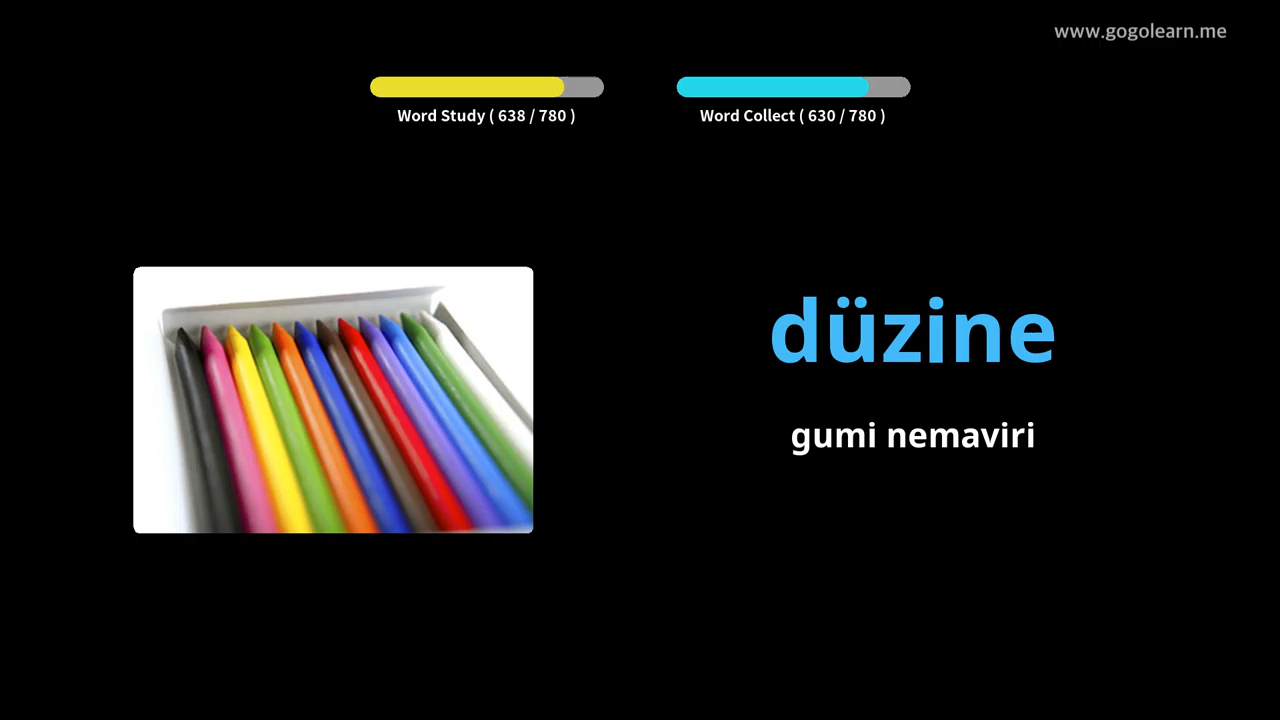 www.gogolearn.me
Word Study ( 638 / 780 )
Word Collect ( 630 / 780 )
düzine
gumi nemaviri